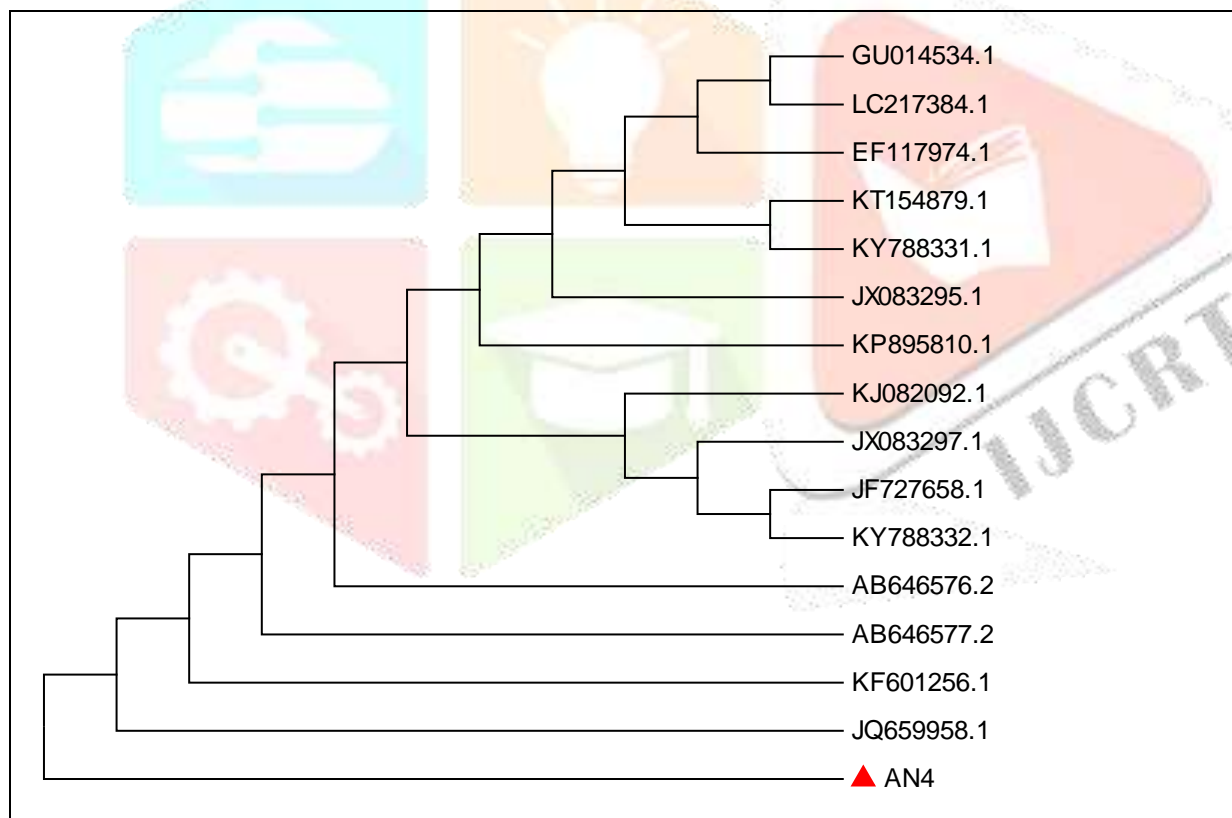 GU014534.1
LC217384.1
EF117974.1
KT154879.1
KY788331.1
JX083295.1
KP895810.1
KJ082092.1
JX083297.1
JF727658.1
KY788332.1
AB646576.2
AB646577.2
KF601256.1
JQ659958.1
AN4
IJCRT